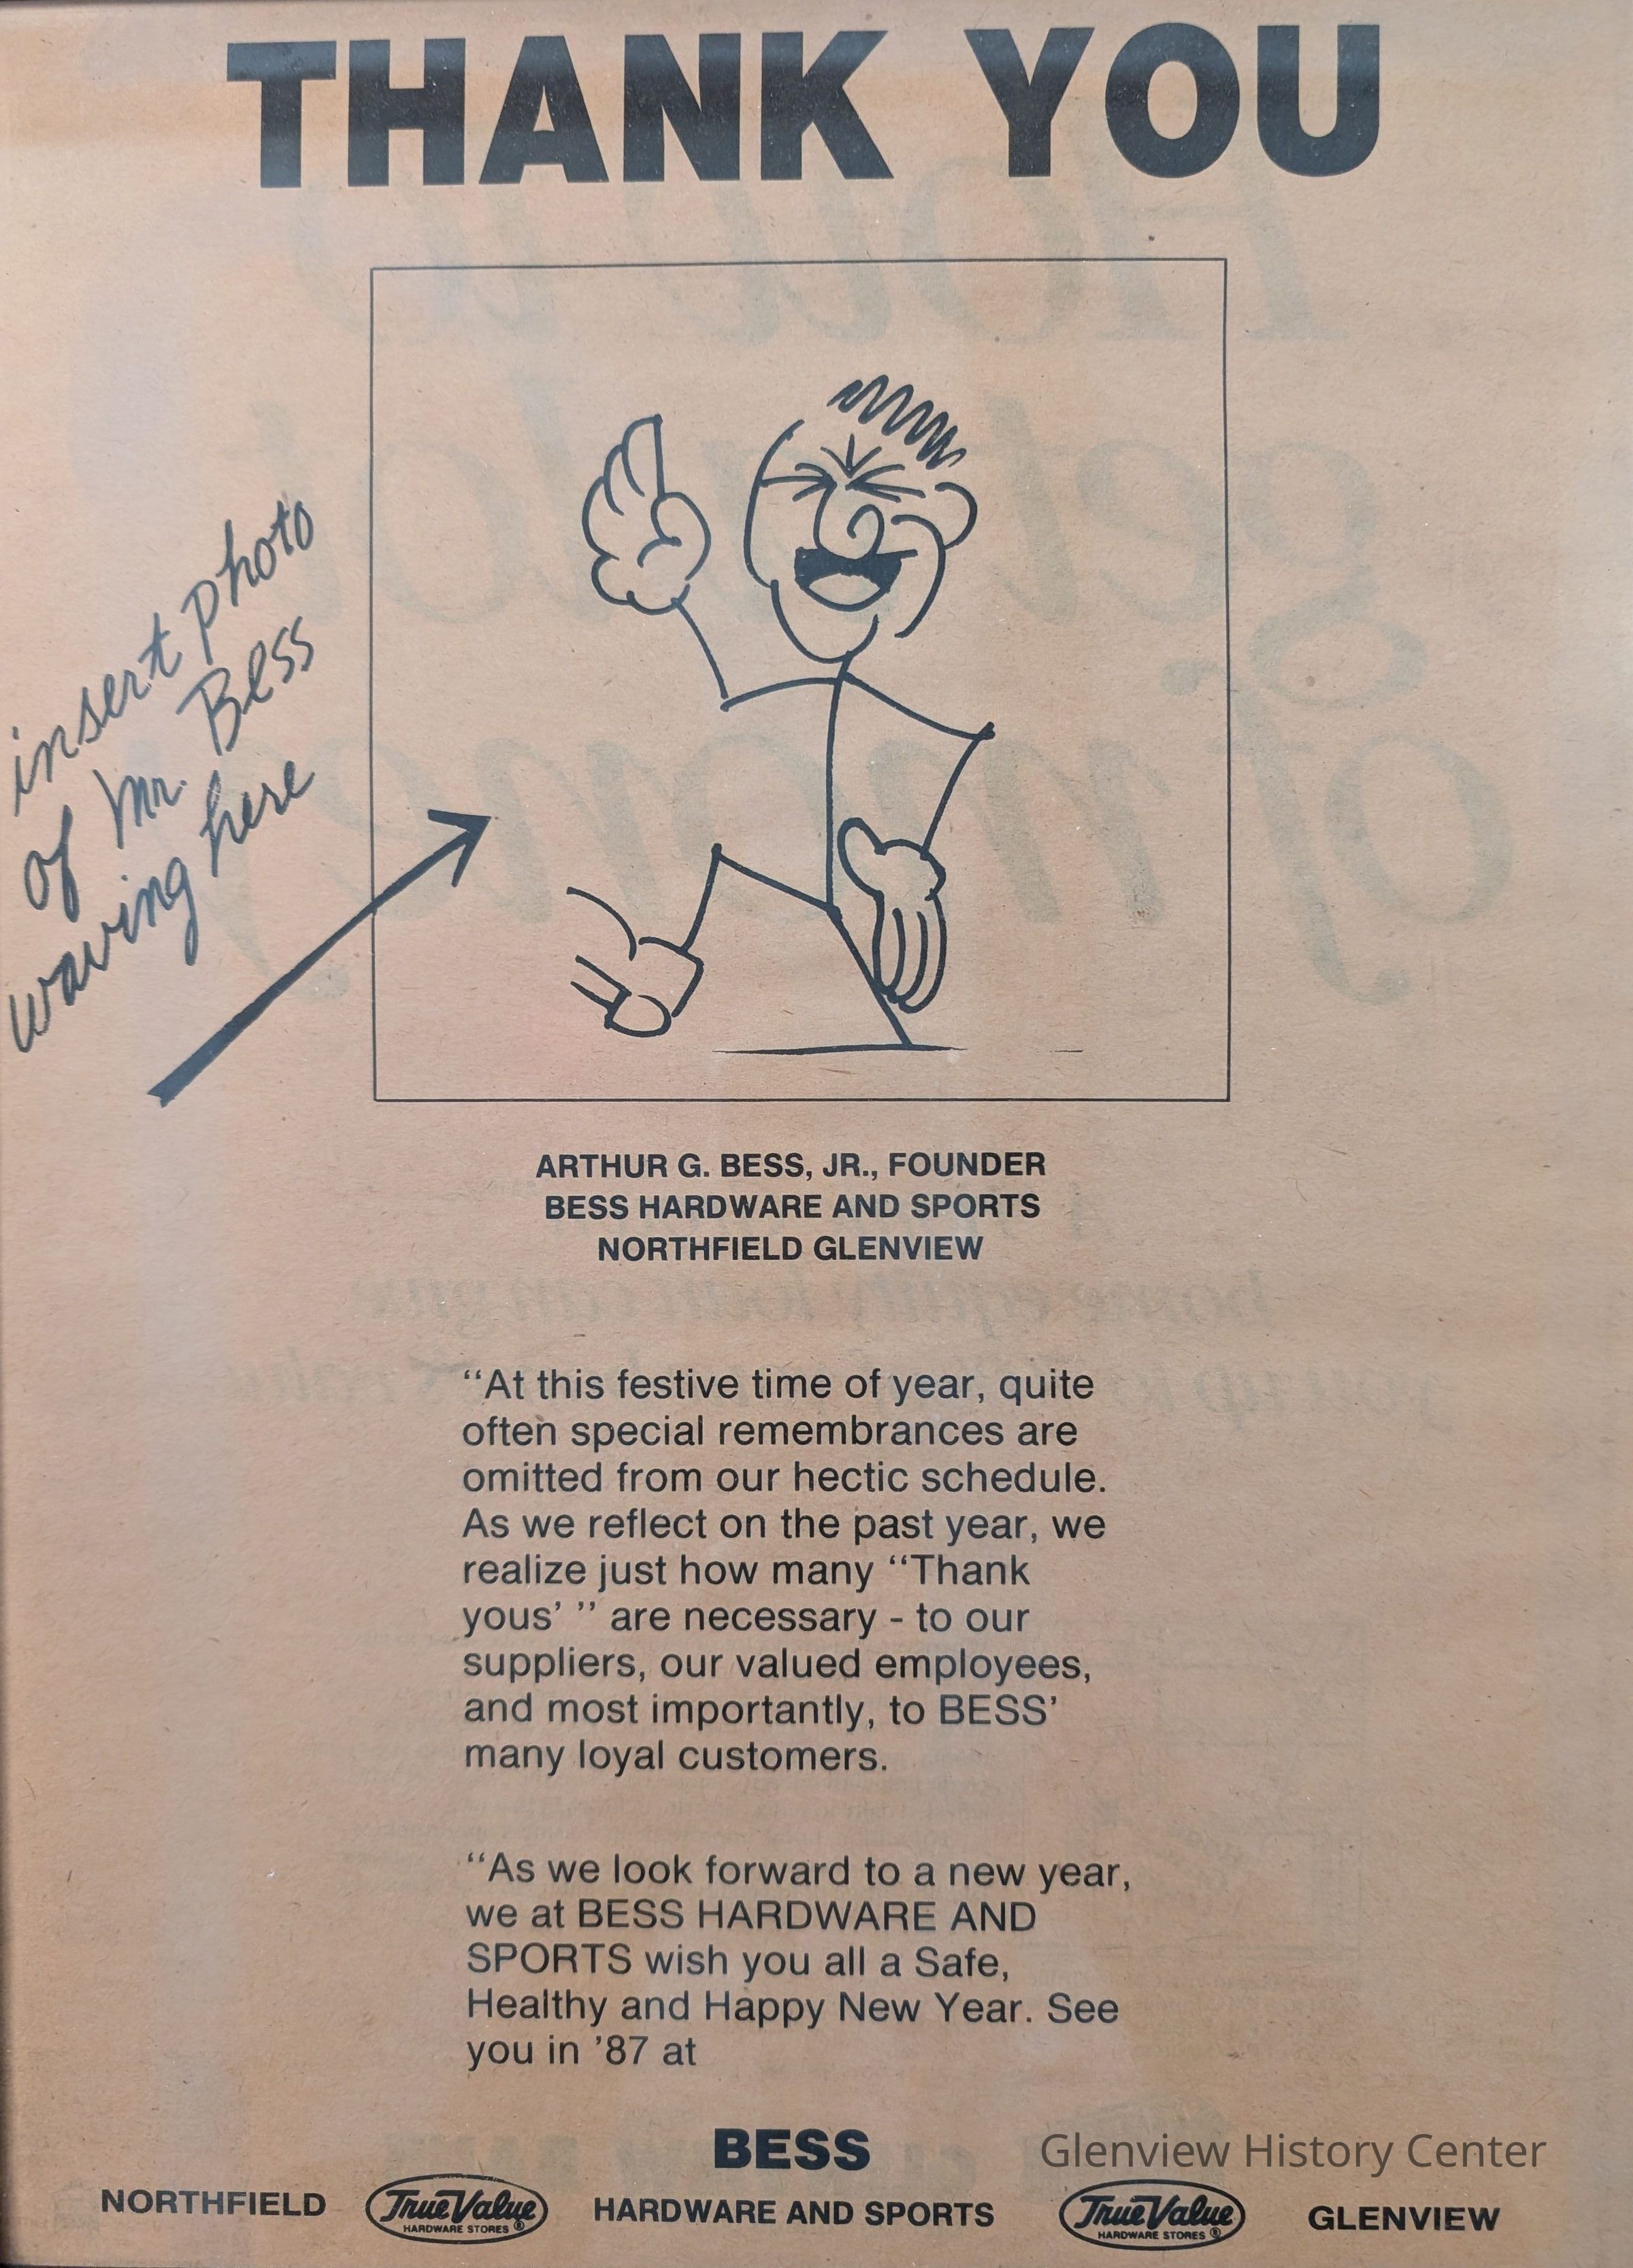 THANK YOU
insert photo
of Mr. Bess
waving here
ARTHUR G. BESS, JR., FOUNDER
BESS HARDWARE AND SPORTS
NORTHFIELD GLENVIEW
“At this festive time of year, quite
often special remembrances are
omitted from our hectic schedule.
As we reflect on the past year, we
realize just how many “Thank
yous’ ” are necessary - to our
suppliers, our valued employees,
and most importantly, to BESS’
many loyal customers.
“As we look forward to a new year,
we at BESS HARDWARE AND
SPORTS wish you all a Safe,
Healthy and Happy New Year. See
you in ’87 at
BESS
Glenview History Center
NORTHFIELD True Value HARDWARE STORES ® HARDWARE AND SPORTS True Value HARDWARE STORES ® GLENVIEW